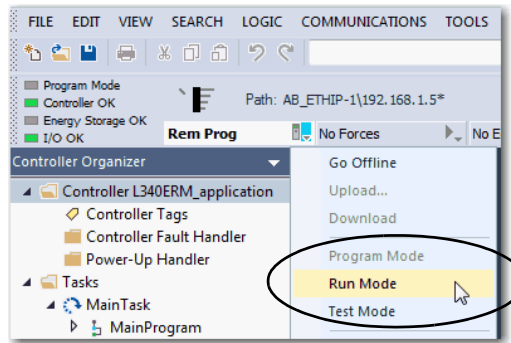 FILE EDIT VIEW SEARCH LOGIC COMMUNICATIONS TOOLS
Program Mode
Controller OK
Energy Storage OK
I/O OK
Path: AB_ETHIP-1\192.168.1.5*
Rem Prog
No Forces
No E
Controller Organizer
Controller L340ERM_application
Controller Tags
Controller Fault Handler
Power-Up Handler
Tasks
MainTask
MainProgram
Go Offline
Upload...
Download
Program Mode
Run Mode
Test Mode